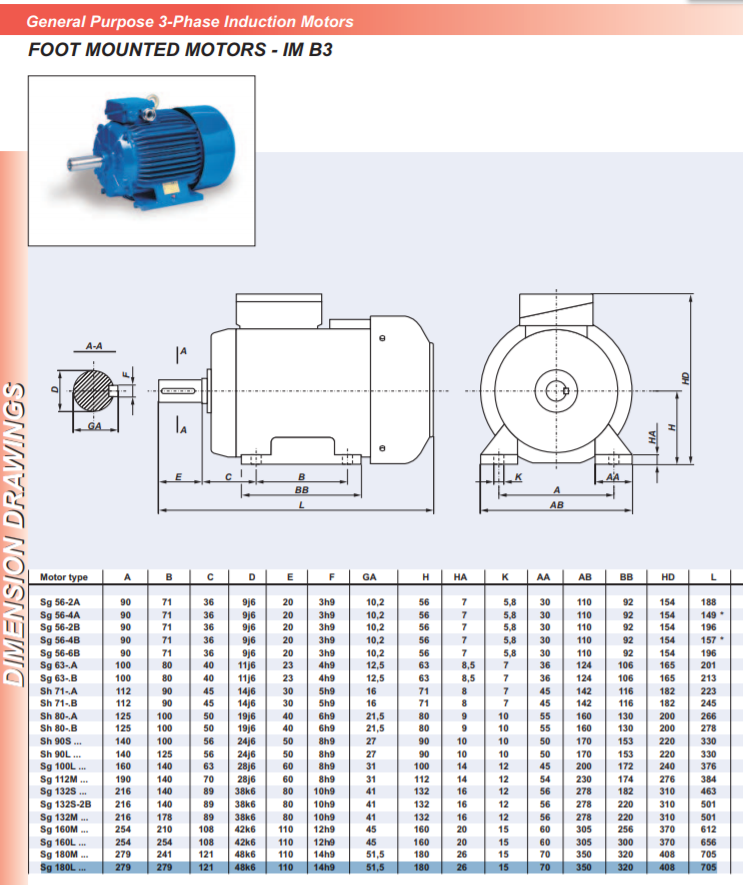 General Purpose 3-Phase Induction Motors
FOOT MOUNTED MOTORS - IM B3
DIMENSION DRAWINGS
A-A
F
D
GA
A
A
E
C
B
BB
L
HD
H
HA
K
AA
A
AB
Motor type A B C D E F GA H HA K AA AB BB HD L
Sg 56-2A 90 71 36 9j6 20 3h9 10,2 56 7 5,8 30 110 92 154 188
Sg 56-4A 90 71 36 9j6 20 3h9 10,2 56 7 5,8 30 110 92 154 149 *
Sg 56-2B 90 71 36 9j6 20 3h9 10,2 56 7 5,8 30 110 92 154 196
Sg 56-4B 90 71 36 9j6 20 3h9 10,2 56 7 5,8 30 110 92 154 157 *
Sg 56-6B 90 71 36 9j6 20 3h9 10,2 56 7 5,8 30 110 92 154 196
Sg 63-.A 100 80 40 11j6 23 4h9 12,5 63 8,5 7 36 124 106 165 201
Sg 63-.B 100 80 40 11j6 23 4h9 12,5 63 8,5 7 36 124 106 165 213
Sh 71-.A 112 90 45 14j6 30 5h9 16 71 8 7 45 142 116 182 223
Sh 71-.B 112 90 45 14j6 30 5h9 16 71 8 7 45 142 116 182 245
Sh 80-.A 125 100 50 19j6 40 6h9 21,5 80 9 10 55 160 130 200 266
Sh 80-.B 125 100 50 19j6 40 6h9 21,5 80 9 10 55 160 130 200 278
Sh 90S ... 140 100 56 24j6 50 8h9 27 90 10 10 50 170 153 220 330
Sh 90L ... 140 125 56 24j6 50 8h9 27 90 10 10 50 170 153 220 330
Sg 100L ... 160 140 63 28j6 60 8h9 31 100 14 12 45 200 172 240 376
Sg 112M ... 190 140 70 28j6 60 8h9 31 112 14 12 54 230 174 276 384
Sg 132S ... 216 140 89 38k6 80 10h9 41 132 16 12 56 278 182 310 463
Sg 132S-2B 216 140 89 38k6 80 10h9 41 132 16 12 56 278 220 310 501
Sg 132M ... 216 178 89 38k6 80 10h9 41 132 16 12 56 278 220 310 501
Sg 160M ... 254 210 108 42k6 110 12h9 45 160 20 15 60 305 256 370 612
Sg 160L ... 254 254 108 42k6 110 12h9 45 160 20 15 60 305 300 370 656
Sg 180M ... 279 241 121 48k6 110 14h9 51,5 180 26 15 70 350 320 408 705
Sg 180L ... 279 279 121 48k6 110 14h9 51,5 180 26 15 70 350 320 408 705